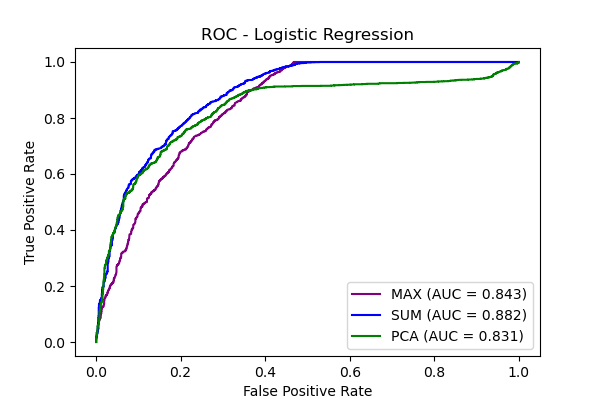 ROC - Logistic Regression
True Positive Rate
1.0
0.8
0.6
0.4
0.2
0.0
MAX (AUC = 0.843)
SUM (AUC = 0.882)
PCA (AUC = 0.831)
0.0 0.2 0.4 0.6 0.8 1.0
False Positive Rate